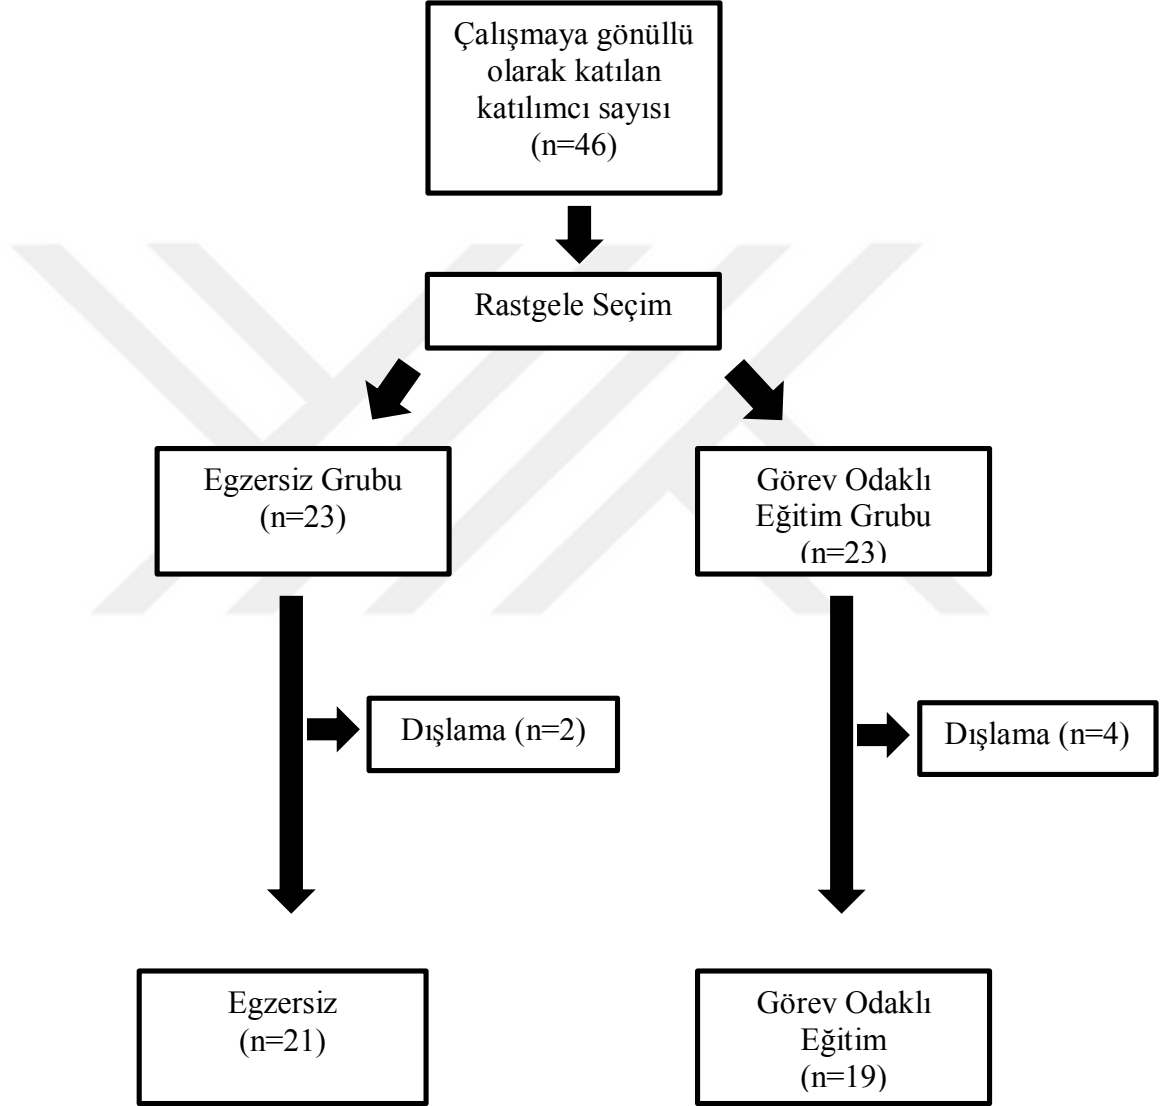 Çalışmaya gönüllü
olarak katılan
katılımcı sayısı
(n=46)
Rastgele Seçim
Egzersiz Grubu
(n=23)
Görev Odaklı
Eğitim Grubu
(n=23)
Dışlama (n=2)
Dışlama (n=4)
Egzersiz
(n=21)
Görev Odaklı
Eğitim
(n=19)